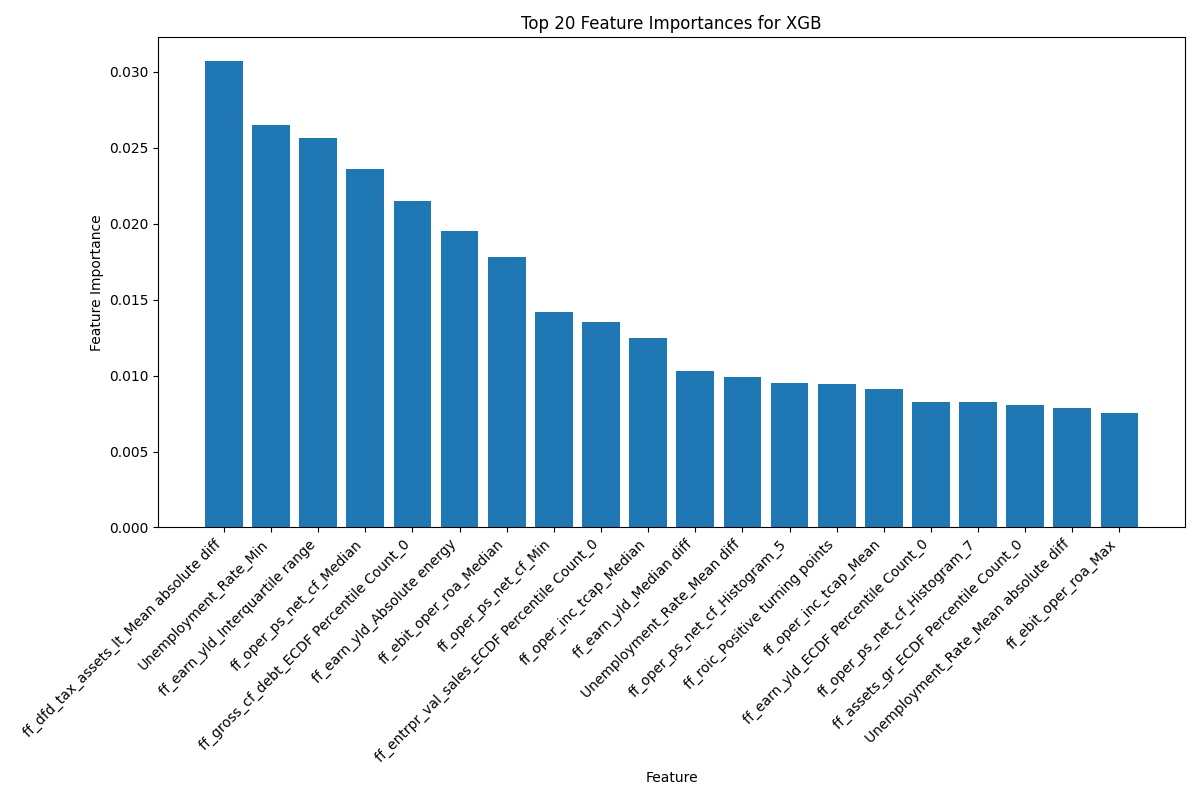 Top 20 Feature Importances for XGB
Feature Importance
0.030
0.025
0.020
0.015
0.010
0.005
0.000
ff_dfd_tax_assets_lt_Mean absolute diff
Unemployment_Rate_Min
ff_earn_yld_Interquartile range
ff_oper_ps_net_cf_Median
ff_gross_cf_debt_ECDF Percentile Count_0
ff_earn_yld_Absolute energy
ff_ebit_oper_roa_Median
ff_oper_ps_net_cf_Min
ff_entrpr_val_sales_ECDF Percentile Count_0
ff_oper_inc_tcap_Median
ff_earn_yld_Median diff
Unemployment_Rate_Mean diff
ff_oper_ps_net_cf_Histogram_5
ff_roic_Positive turning points
ff_oper_inc_tcap_Mean
ff_earn_yld_ECDF Percentile Count_0
ff_oper_ps_net_cf_Histogram_7
ff_assets_gr_ECDF Percentile Count_0
Unemployment_Rate_Mean absolute diff
ff_ebit_oper_roa_Max
Feature